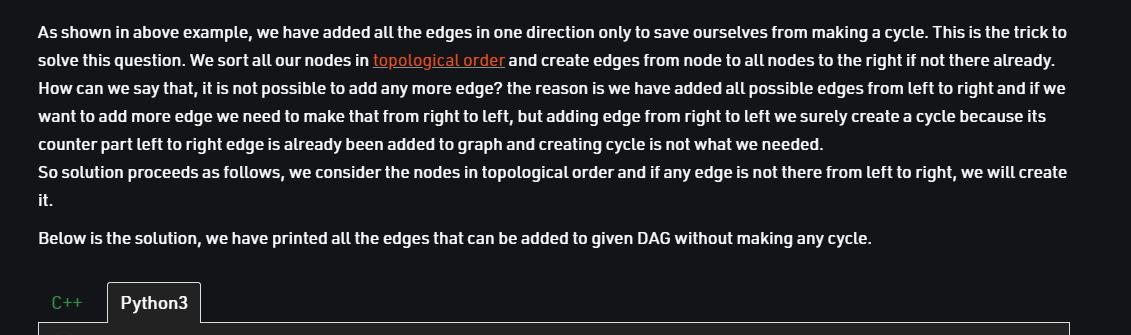 As shown in above example, we have added all the edges in one direction only to save ourselves from making a cycle. This is the trick to
solve this question. We sort all our nodes in topological order and create edges from node to all nodes to the right if not there already.
How can we say that, it is not possible to add any more edge? the reason is we have added all possible edges from left to right and if we
want to add more edge we need to make that from right to left, but adding edge from right to left we surely create a cycle because its
counter part left to right edge is already been added to graph and creating cycle is not what we needed.
So solution proceeds as follows, we consider the nodes in topological order and if any edge is not there from left to right, we will create
it.
Below is the solution, we have printed all the edges that can be added to given DAG without making any cycle.
C++ Python3